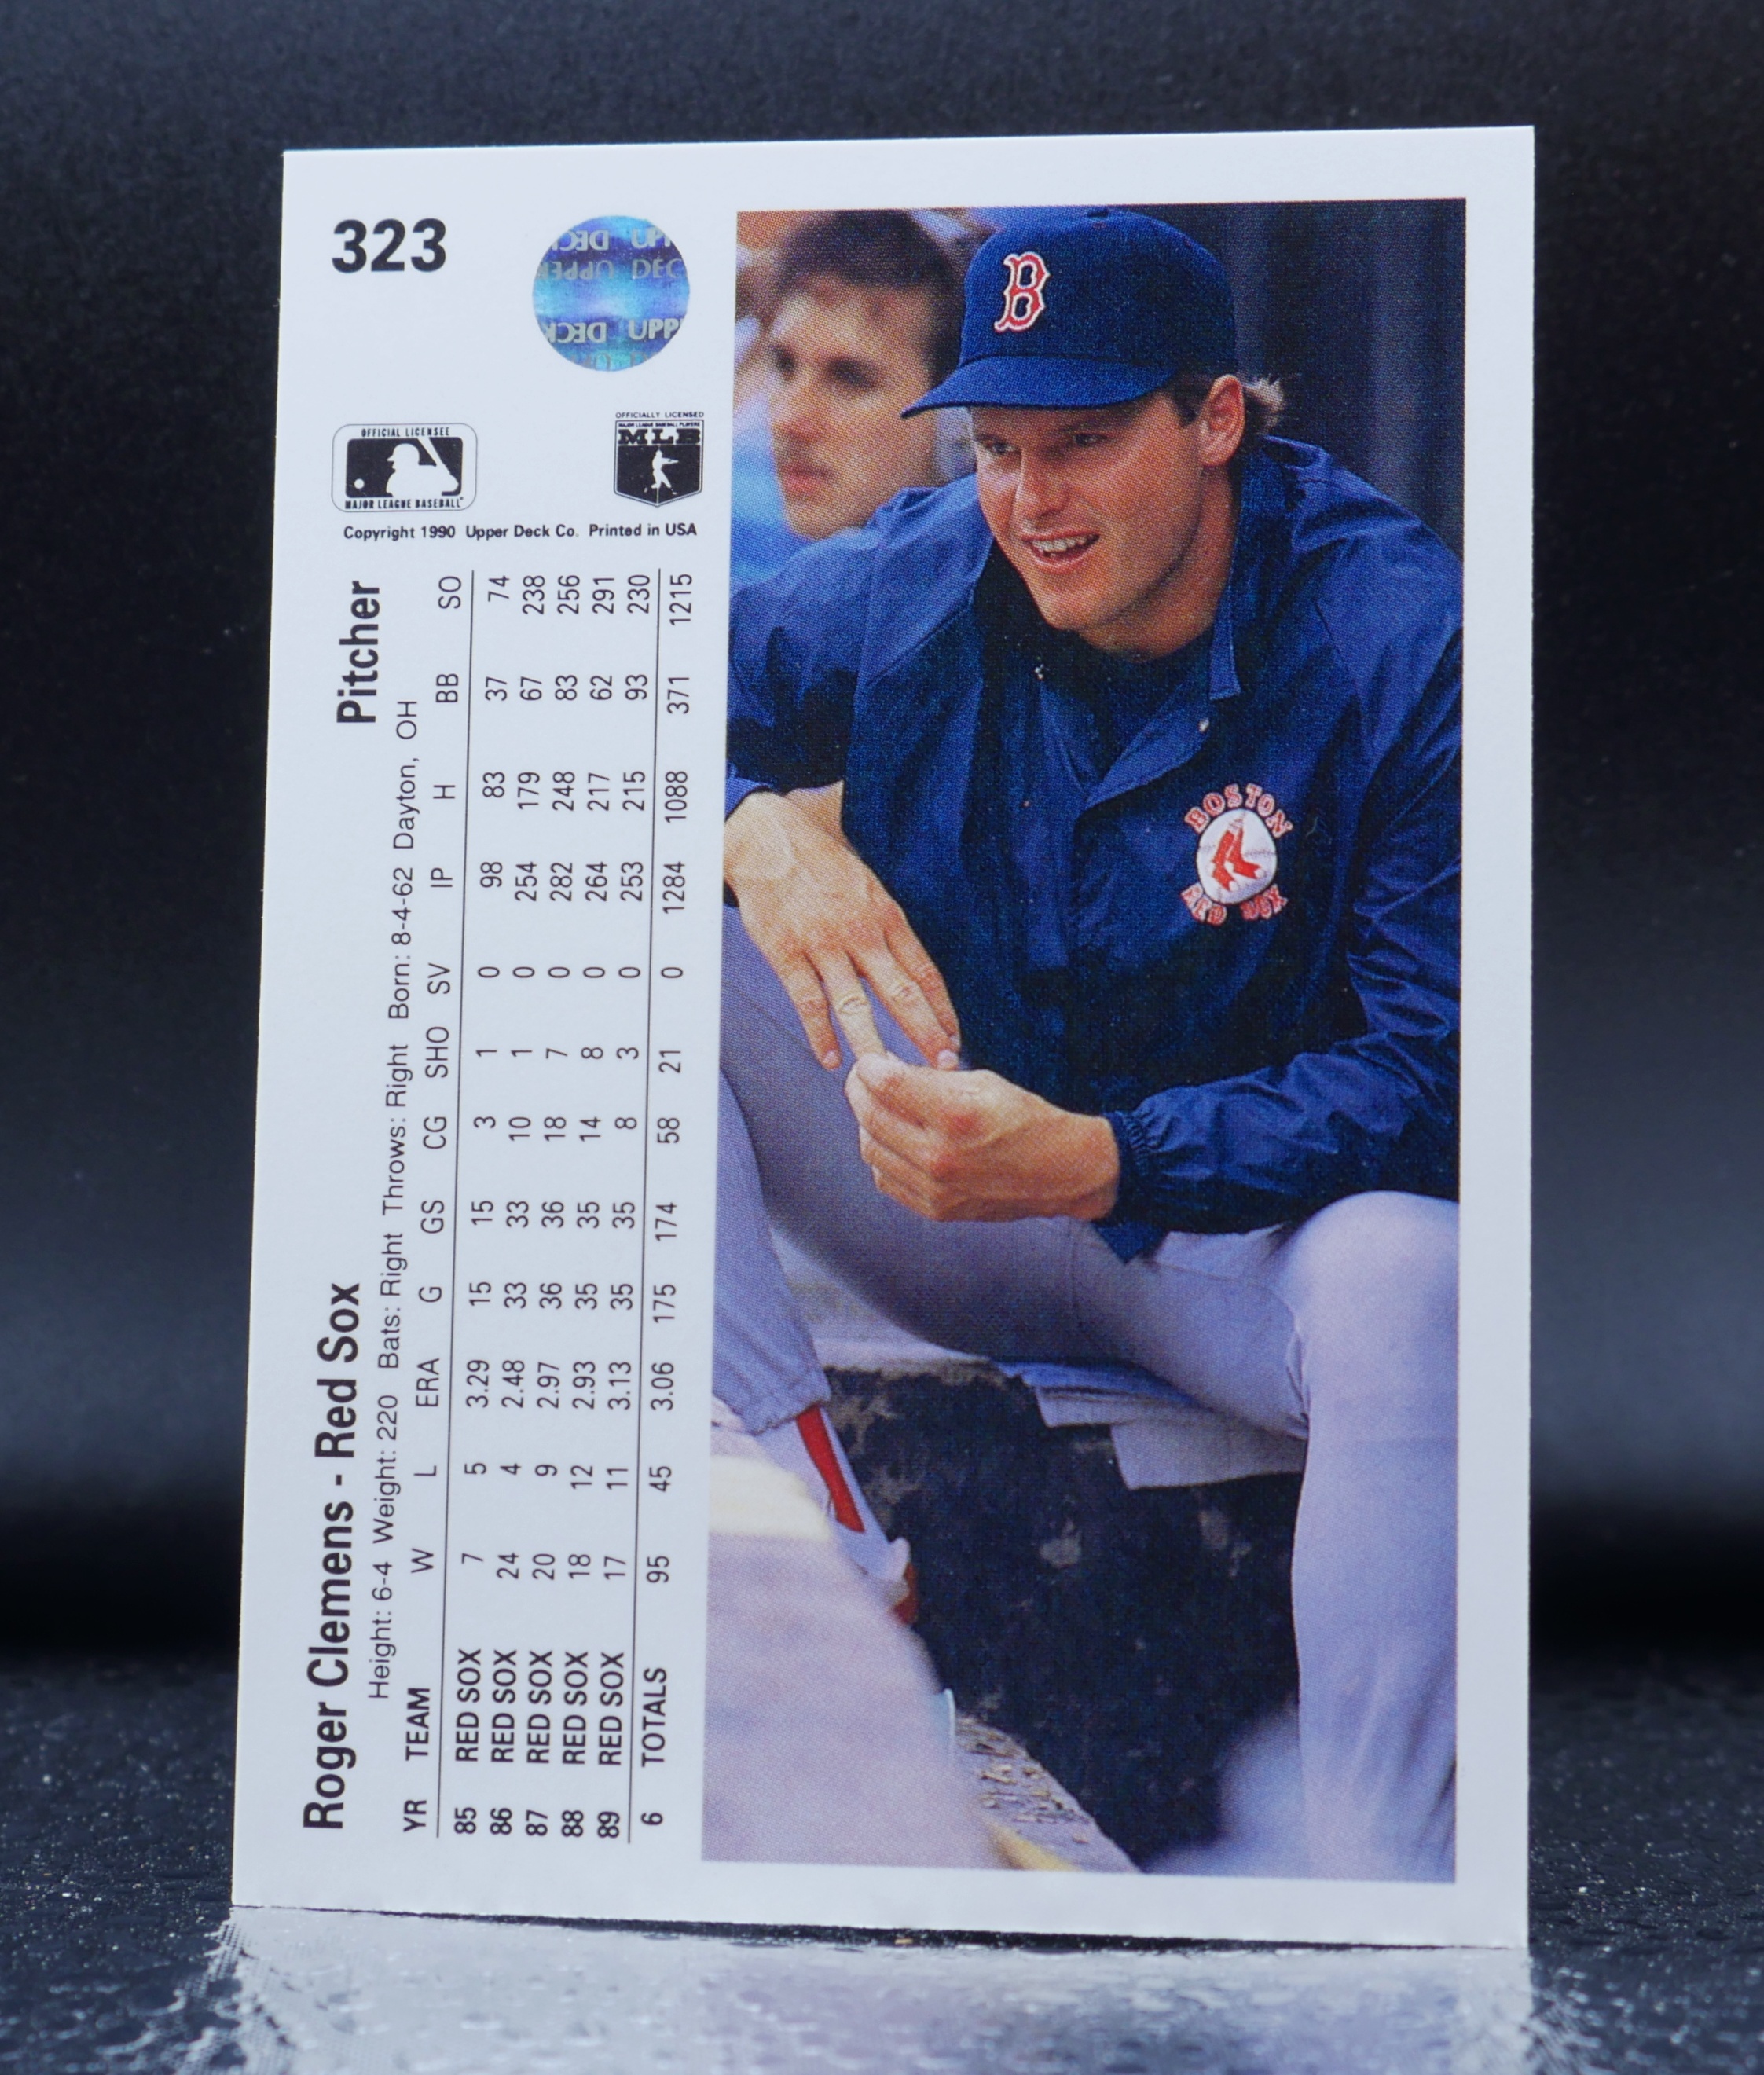 323
UPPER DECK
OFFICIAL LICENSEE
MAJOR LEAGUE BASEBALL
OFFICIALLY LICENSED
MAJOR LEAGUE BASEBALL PLAYERS
MLB
Copyright 1990 Upper Deck Co. Printed in USA
Roger Clemens - Red Sox Pitcher
Height: 6-4 Weight: 220 Bats: Right Throws: Right Born: 8-4-62 Dayton, OH
YR TEAM W L ERA G GS CG SHO SV IP H BB SO
85 RED SOX 7 5 3.29 15 15 3 1 0 98 83 37 74
86 RED SOX 24 4 2.48 33 33 10 1 0 254 179 67 238
87 RED SOX 20 9 2.97 36 36 18 7 0 282 248 83 256
88 RED SOX 18 12 2.93 35 35 14 8 0 264 217 62 291
89 RED SOX 17 11 3.13 35 35 8 3 0 253 215 93 230
6 TOTALS 95 45 3.06 175 174 58 21 0 1284 1088 371 1215
B
BOSTON
RED SOX